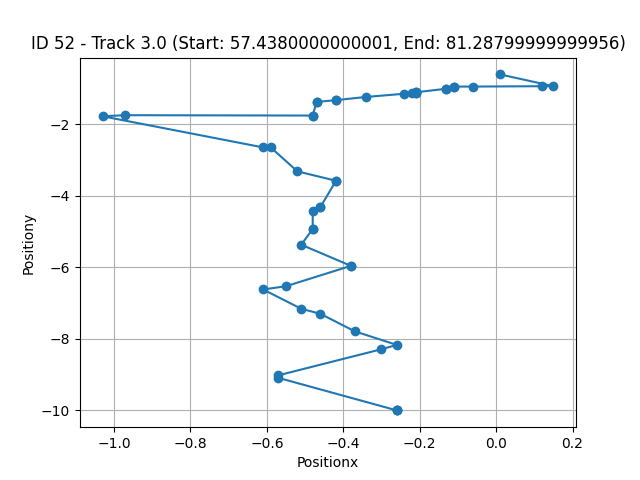 ID 52 - Track 3.0 (Start: 57.4380000000001, End: 81.28799999999956)
Positiony
−2
−4
−6
−8
−10
−1.0 −0.8 −0.6 −0.4 −0.2 0.0 0.2
Positionx